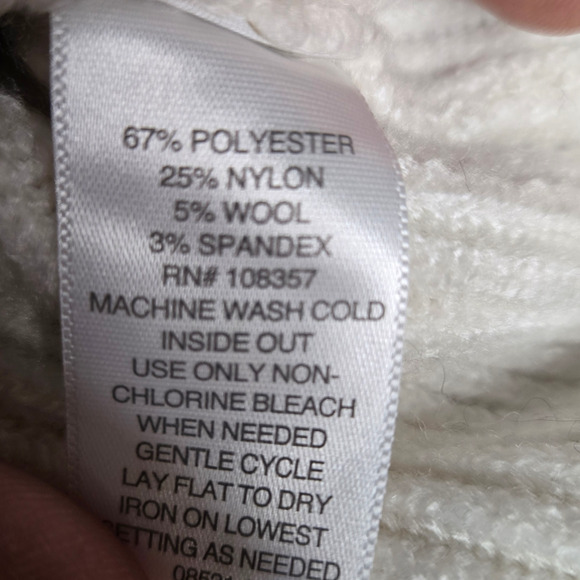 67% POLYESTER
25% NYLON
5% WOOL
3% SPANDEX
RN# 108357
MACHINE WASH COLD
INSIDE OUT
USE ONLY NON-
CHLORINE BLEACH
WHEN NEEDED
GENTLE CYCLE
LAY FLAT TO DRY
IRON ON LOWEST
SETTING AS NEEDED